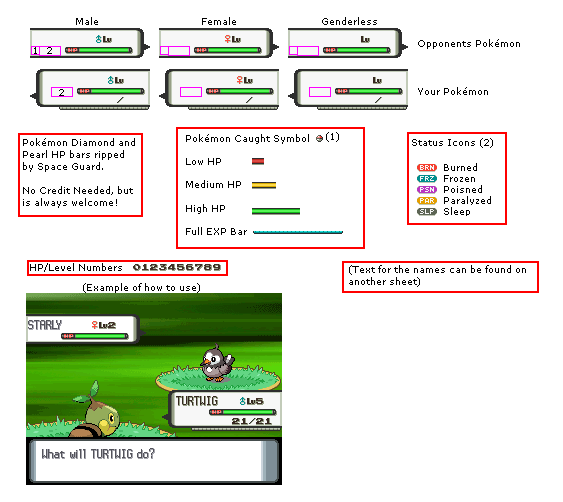 Male Female Genderless
♂Lv ♀Lv Lv
1 2
HP HP HP
Opponents Pokémon
♂Lv ♀Lv Lv
2
HP HP HP
/ / /
Your Pokémon
Pokémon Diamond and
Pearl HP bars ripped
by Space Guard.
No Credit Needed, but
is always welcome!
Pokémon Caught Symbol (1)
Low HP
Medium HP
High HP
Full EXP Bar
Status Icons (2)
BRN Burned
FRZ Frozen
PSN Poisned
PAR Paralyzed
SLP Sleep
HP/Level Numbers 0123456789
(Text for the names can be found on
another sheet)
(Example of how to use)
STARLY ♀Lv2
HP
TURTWIG ♂Lv5
HP
21/21
What will TURTWIG do?